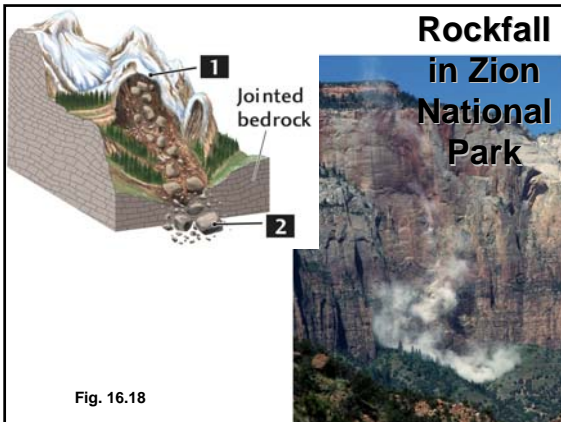 Rockfall
in Zion
National
Park
1
Jointed
bedrock
2
Fig. 16.18